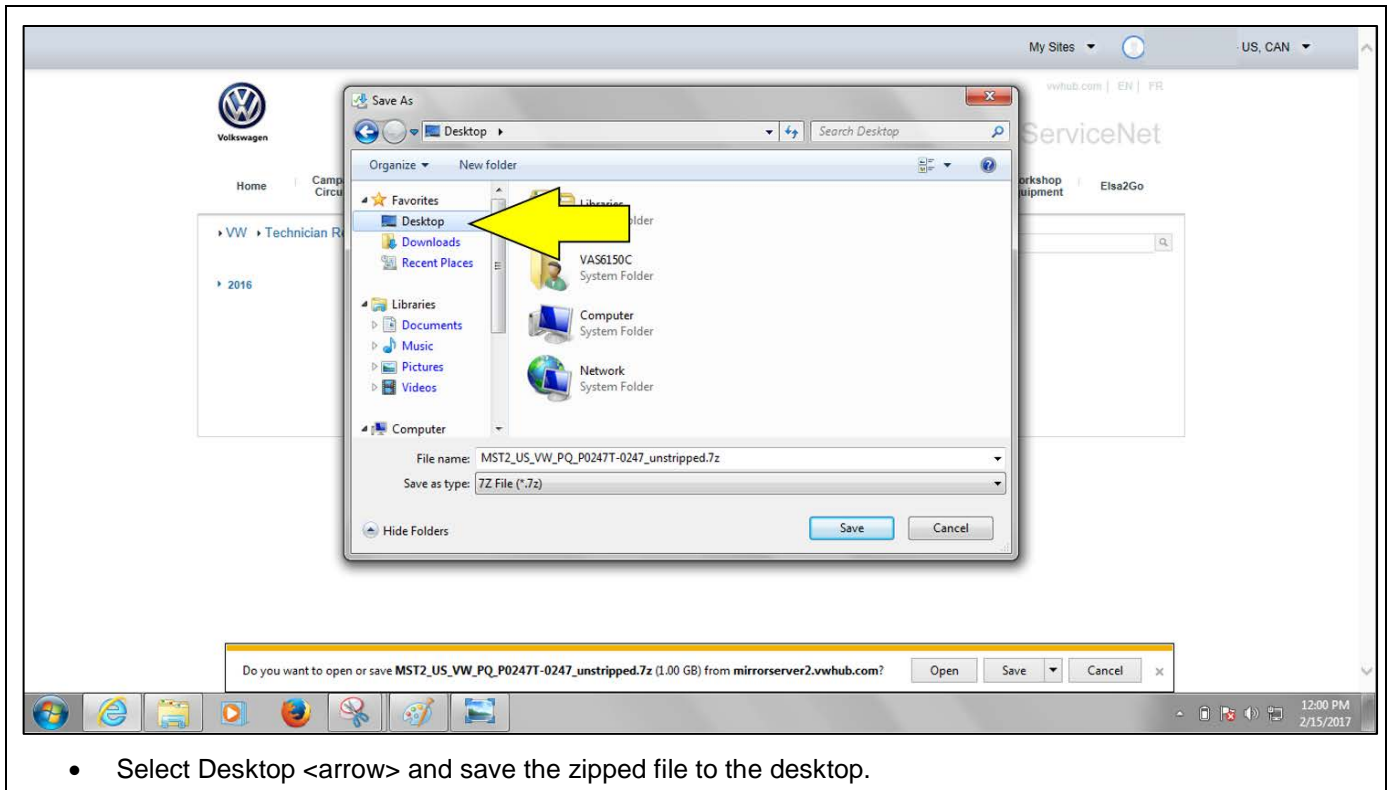 My Sites
US, CAN
vwhub.com | EN | FR
Volkswagen
ServiceNet
Home
Elsa2Go
VW Technician
2016
Save As
Desktop
Search Desktop
Organize New folder
Favorites
Desktop
Downloads
Recent Places
Libraries
Documents
Music
Pictures
Videos
Computer
Libraries
VAS6150C
System Folder
Computer
System Folder
Network
System Folder
File name: MST2_US_VW_PQ_P0247T-0247_unstripped.7z
Save as type: 7Z File (*.7z)
Hide Folders
Save Cancel
Do you want to open or save MST2_US_VW_PQ_P0247T-0247_unstripped.7z (1.00 GB) from mirrorserver2.vwhub.com? Open Save Cancel
12:00 PM
2/15/2017
• Select Desktop <arrow> and save the zipped file to the desktop.